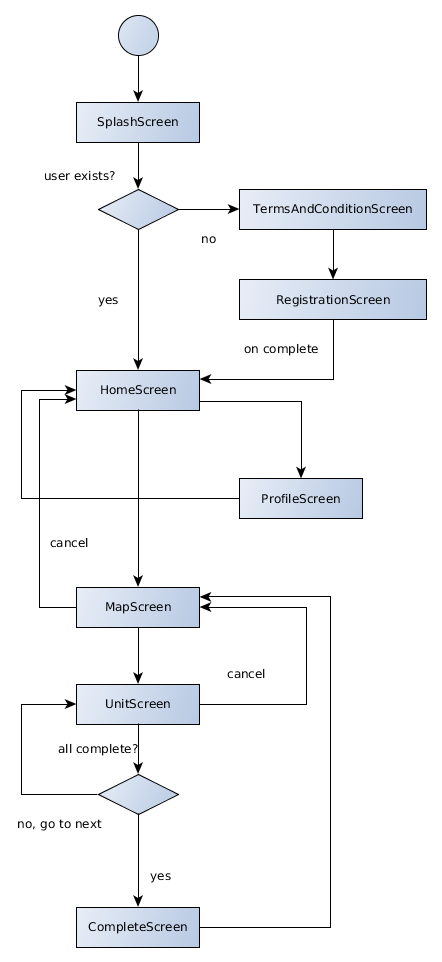 SplashScreen
user exists?
TermsAndConditionScreen
no
RegistrationScreen
yes
on complete
HomeScreen
ProfileScreen
cancel
MapScreen
cancel
UnitScreen
all complete?
no, go to next
yes
CompleteScreen